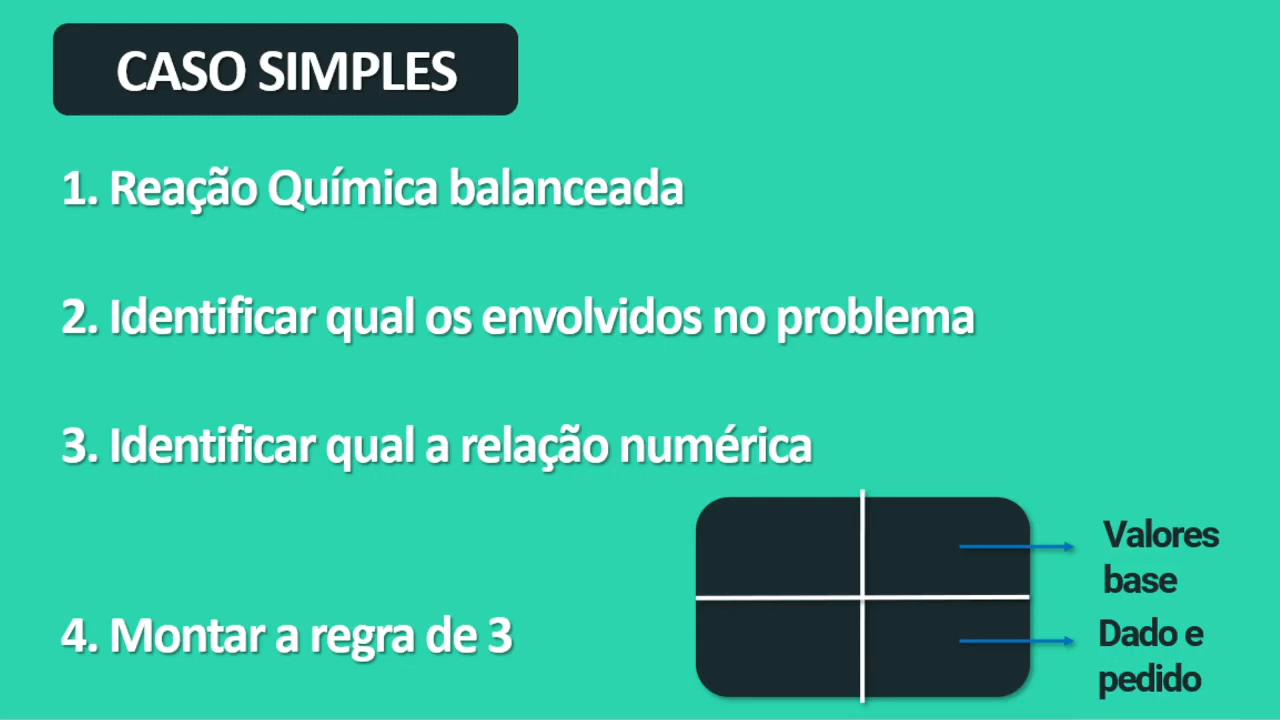 CASO SIMPLES
1. Reação Química balanceada
2. Identificar qual os envolvidos no problema
3. Identificar qual a relação numérica
Valores
base
4. Montar a regra de 3
Dado e
pedido